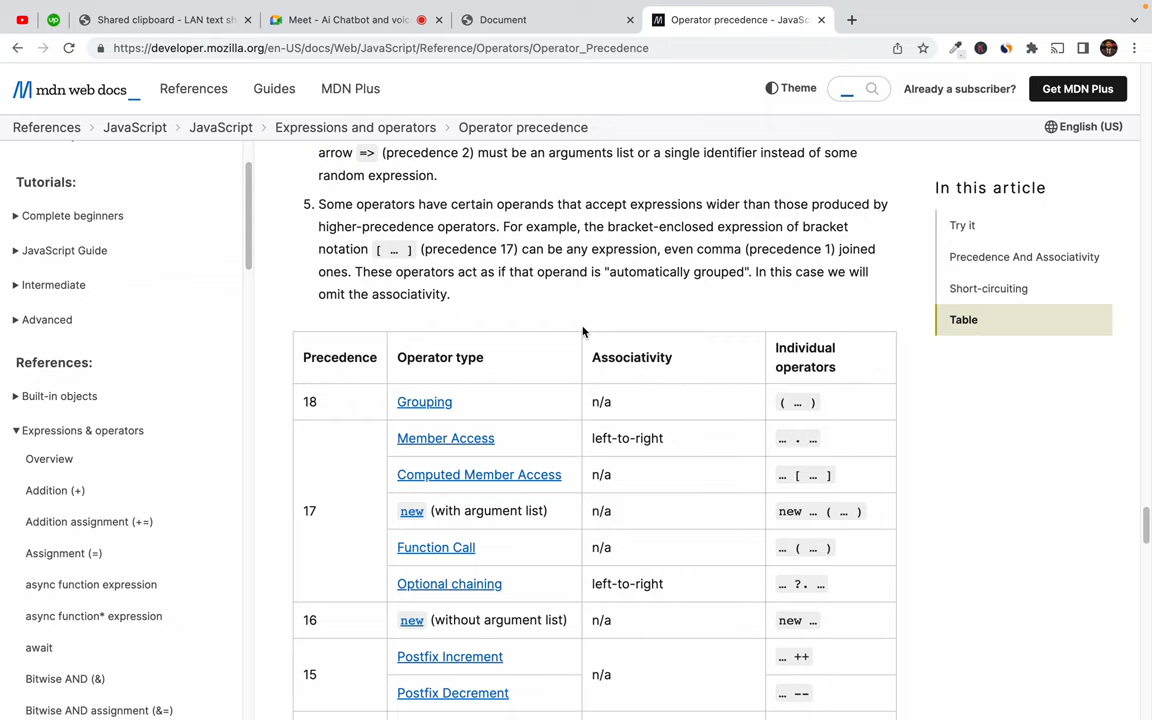 Shared clipboard - LAN text sh
Meet - Ai Chatbot and voic
Document
Operator precedence - JavaSc
https://developer.mozilla.org/en-US/docs/Web/JavaScript/Reference/Operators/Operator_Precedence
mdn web docs_
References
Guides
MDN Plus
Theme
Already a subscriber?
Get MDN Plus
References > JavaScript > JavaScript > Expressions and operators > Operator precedence
English (US)
Tutorials:
Complete beginners
JavaScript Guide
Intermediate
Advanced
References:
Built-in objects
Expressions & operators
Overview
Addition (+)
Addition assignment (+=)
Assignment (=)
async function expression
async function* expression
await
Bitwise AND (&)
Bitwise AND assignment (&=)
arrow => (precedence 2) must be an arguments list or a single identifier instead of some
random expression.
5. Some operators have certain operands that accept expressions wider than those produced by
higher-precedence operators. For example, the bracket-enclosed expression of bracket
notation [ … ] (precedence 17) can be any expression, even comma (precedence 1) joined
ones. These operators act as if that operand is "automatically grouped". In this case we will
omit the associativity.
Precedence Operator type Associativity Individual operators
18 Grouping n/a ( … )
17 Member Access left-to-right … . …
Computed Member Access n/a … [ … ]
new (with argument list) n/a new … ( … )
Function Call n/a … ( … )
Optional chaining left-to-right … ?. …
16 new (without argument list) n/a new …
15 Postfix Increment n/a … ++
Postfix Decrement … --
In this article
Try it
Precedence And Associativity
Short-circuiting
Table